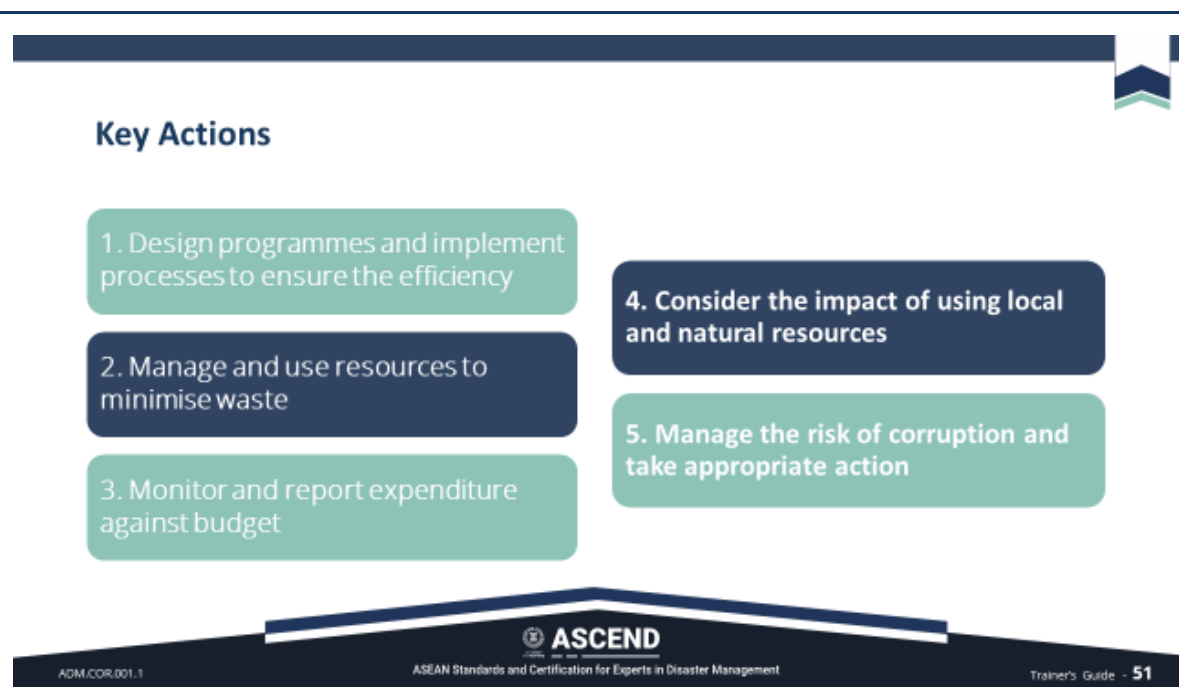 Key Actions
1. Design programmes and implement
processes to ensure the efficiency
2. Manage and use resources to
minimise waste
3. Monitor and report expenditure
against budget
4. Consider the impact of using local
and natural resources
5. Manage the risk of corruption and
take appropriate action
ASCEND
ASEAN Standards and Certification for Experts in Disaster Management
ADM.COR.001.1
Trainer's Guide - 51